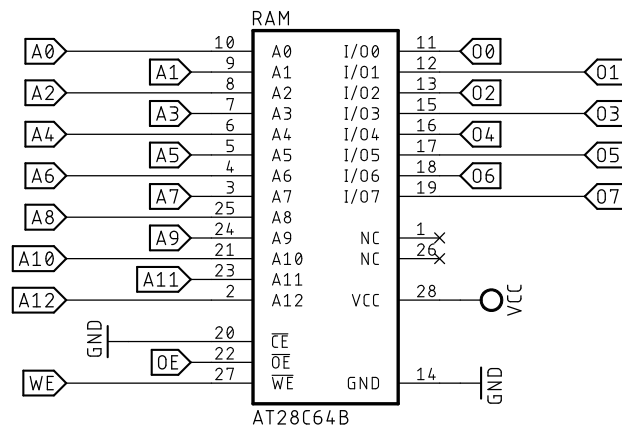 RAM
A0 10 A0 I/O0 11 O0
A1 9 A1 I/O1 12 O1
A2 8 A2 I/O2 13 O2
A3 7 A3 I/O3 15 O3
A4 6 A4 I/O4 16 O4
A5 5 A5 I/O5 17 O5
A6 4 A6 I/O6 18 O6
A7 3 A7 I/O7 19 O7
A8 25 A8
A9 24 A9 NC 1
A10 21 A10 NC 26
A11 23 A11
A12 2 A12 VCC 28 VCC
GND 20 CE
OE 22 OE
WE 27 WE GND 14 GND
AT28C64B